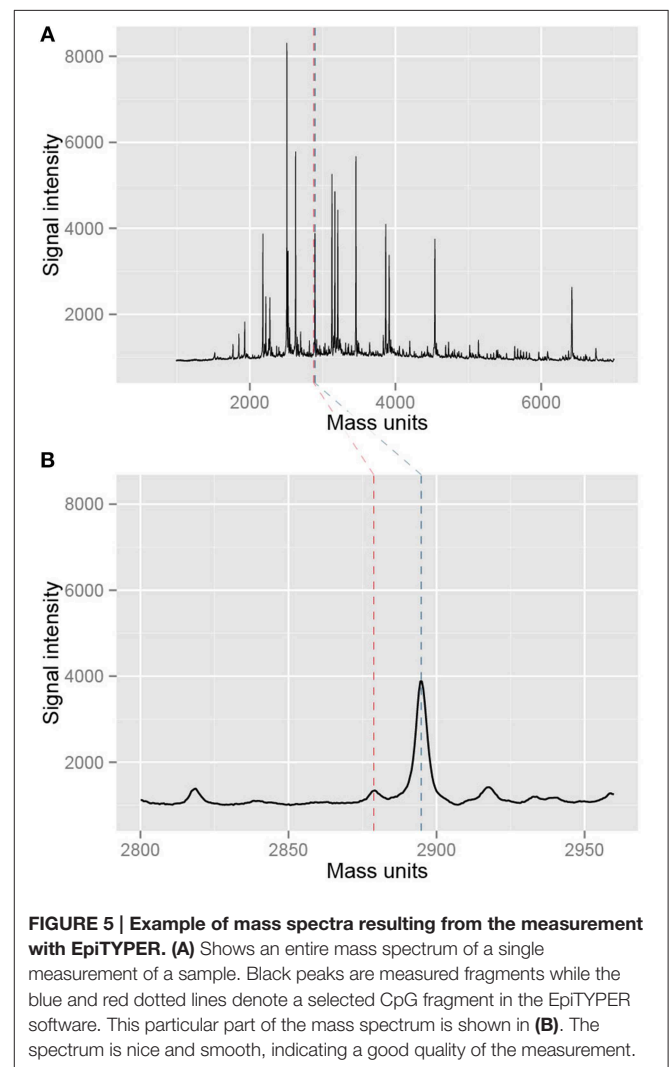 A
8000
6000
4000
2000
Signal intensity
2000 4000 6000
Mass units
B
8000
6000
4000
2000
Signal intensity
2800 2850 2900 2950
Mass units
FIGURE 5 | Example of mass spectra resulting from the measurement
with EpiTYPER. (A) Shows an entire mass spectrum of a single
measurement of a sample. Black peaks are measured fragments while the
blue and red dotted lines denote a selected CpG fragment in the EpiTYPER
software. This particular part of the mass spectrum is shown in (B). The
spectrum is nice and smooth, indicating a good quality of the measurement.